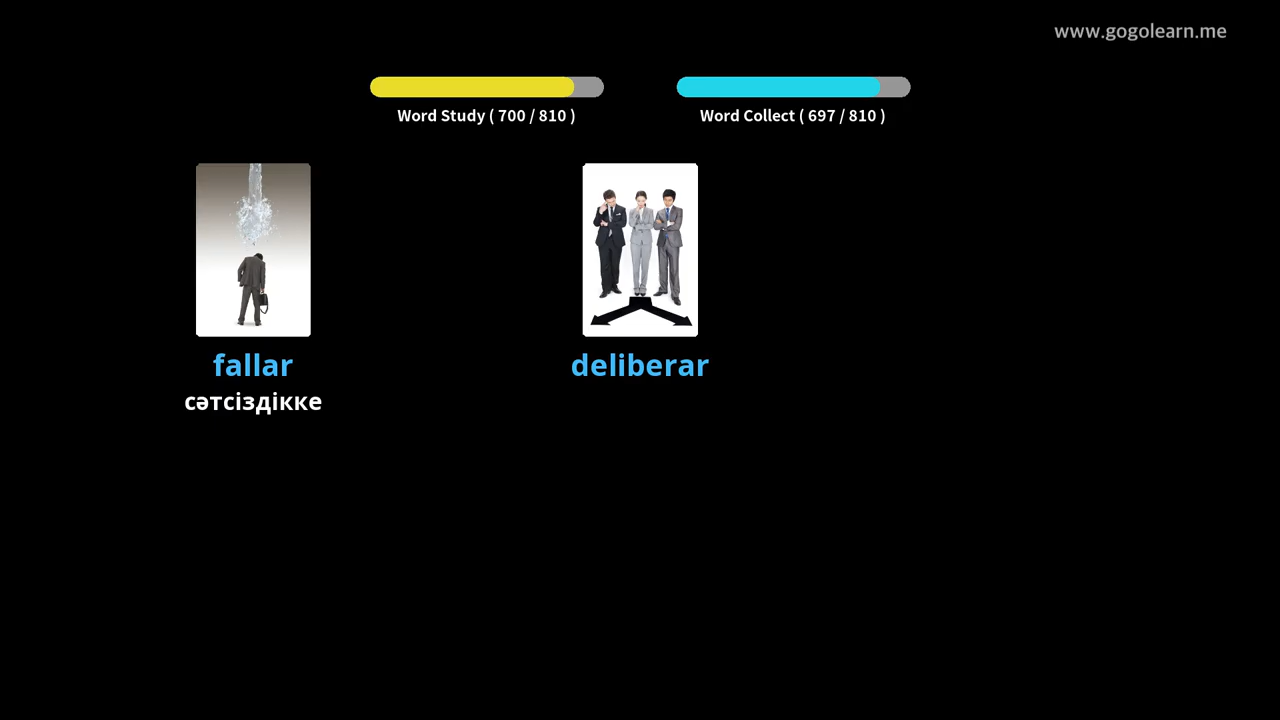 www.gogolearn.me
Word Study ( 700 / 810 )
Word Collect ( 697 / 810 )
fallar
сәтсіздікке
deliberar